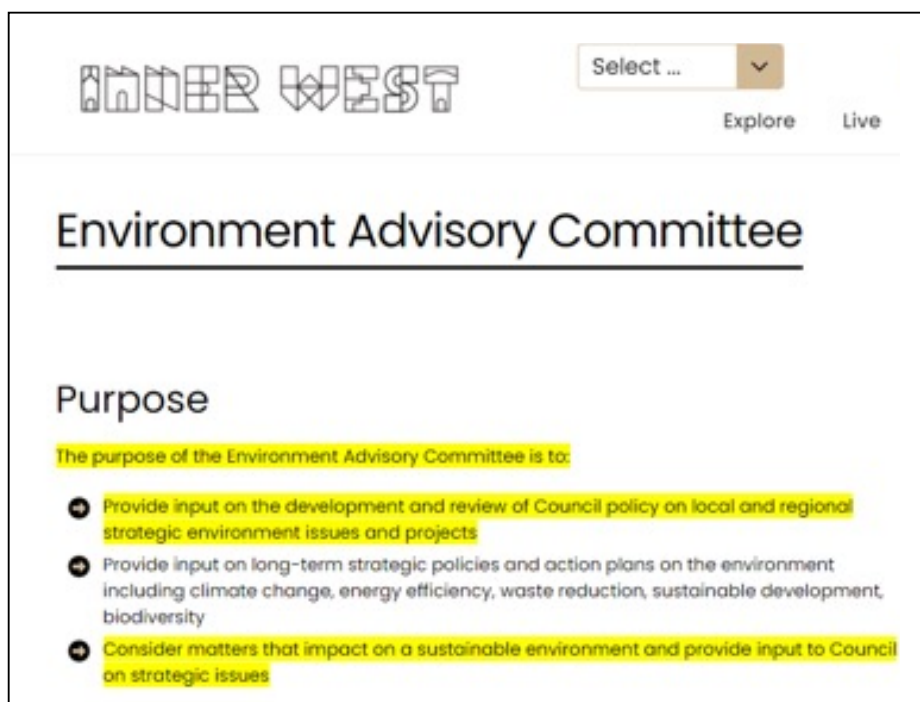 INNER WEST
Select ...
Explore Live
Environment Advisory Committee
Purpose
The purpose of the Environment Advisory Committee is to:
Provide input on the development and review of Council policy on local and regional
strategic environment issues and projects
Provide input on long-term strategic policies and action plans on the environment
including climate change, energy efficiency, waste reduction, sustainable development,
biodiversity
Consider matters that impact on a sustainable environment and provide input to Council
on strategic issues